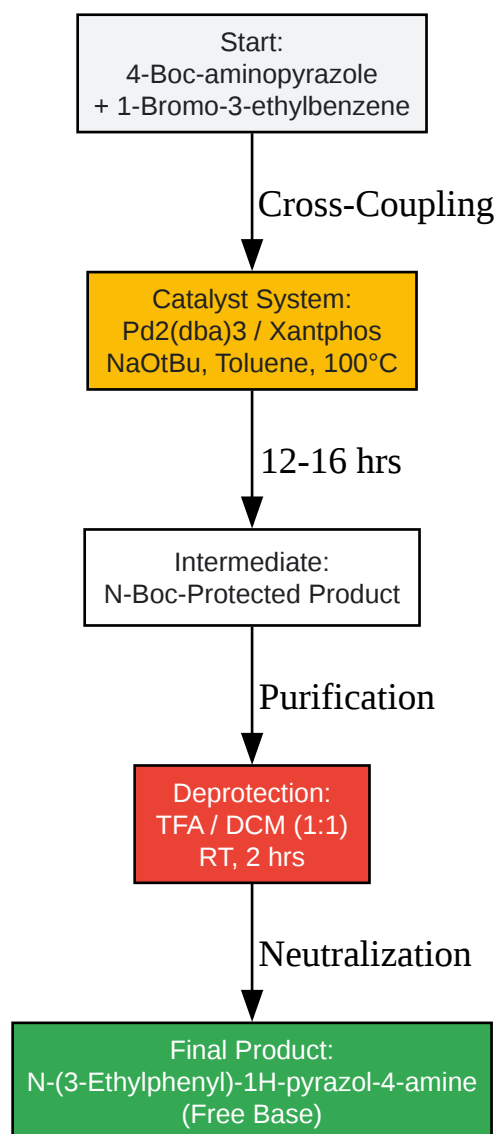 Start:
4-Boc-aminopyrazole
+ 1-Bromo-3-ethylbenzene
Cross-Coupling
Catalyst System:
Pd2(dba)3 / Xantphos
NaOtBu, Toluene, 100°C
12-16 hrs
Intermediate:
N-Boc-Protected Product
Purification
Deprotection:
TFA / DCM (1:1)
RT, 2 hrs
Neutralization
Final Product:
N-(3-Ethylphenyl)-1H-pyrazol-4-amine
(Free Base)